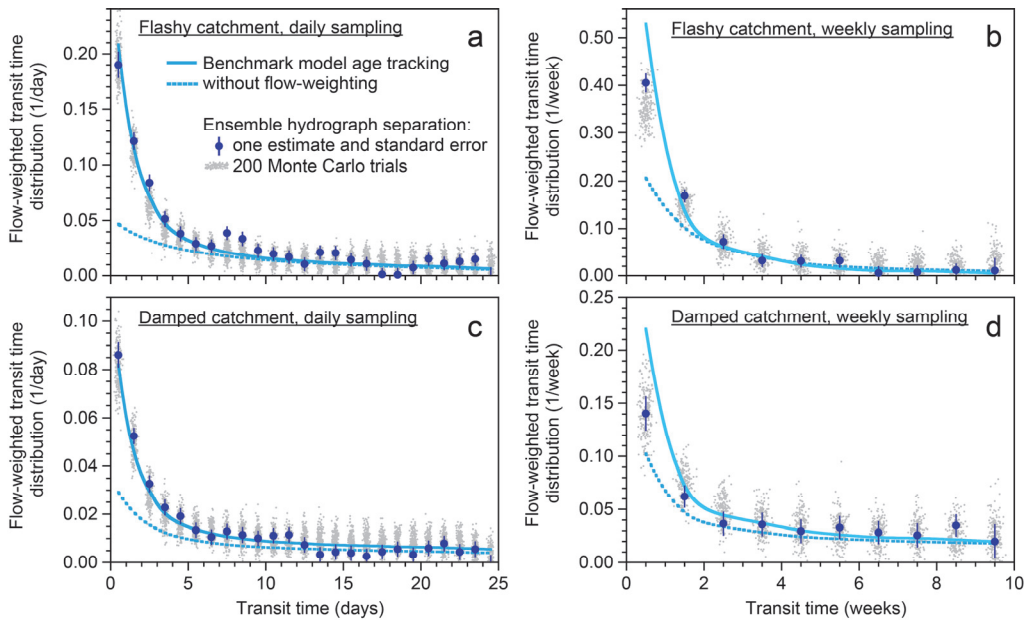 Flow-weighted transit time
distribution (1/day)
0.20
0.15
0.10
0.05
0.00
Flashy catchment, daily sampling
a
Benchmark model age tracking
without flow-weighting
Ensemble hydrograph separation:
one estimate and standard error
200 Monte Carlo trials
Flow-weighted transit time
distribution (1/week)
0.50
0.40
0.30
0.20
0.10
0.00
Flashy catchment, weekly sampling
b
Flow-weighted transit time
distribution (1/day)
0.10
0.08
0.06
0.04
0.02
0.00
Damped catchment, daily sampling
c
0
5
10
15
20
25
Transit time (days)
Flow-weighted transit time
distribution (1/week)
0.25
0.20
0.15
0.10
0.05
0.00
Damped catchment, weekly sampling
d
0
2
4
6
8
10
Transit time (weeks)